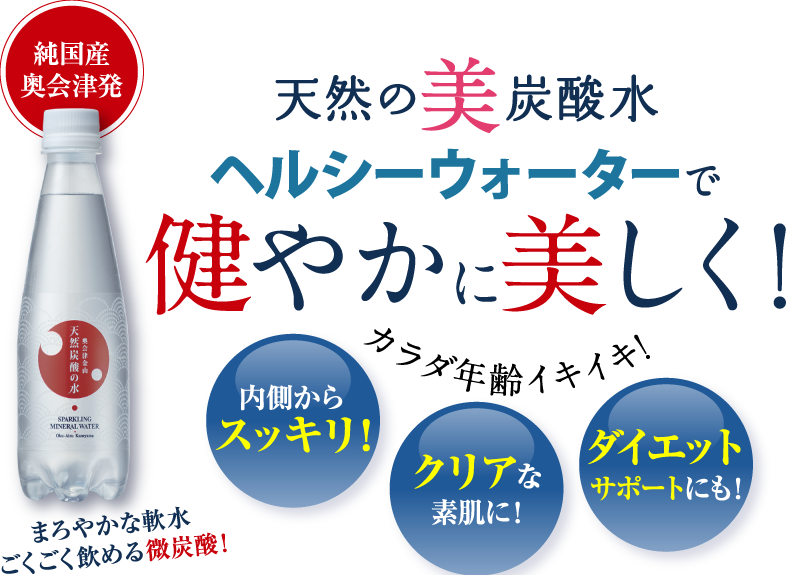 純国産
奥会津発
天然の美炭酸水
ヘルシーウォーターで
健やかに美しく!
カラダ年齢イキイキ!
内側から
スッキリ!
クリアな
素肌に!
ダイエット
サポートにも!
奥会津金山
天然炭酸の水
SPARKLING
MINERAL WATER
Oku-Aizu Kaneyama
まろやかな軟水
ごくごく飲める微炭酸!